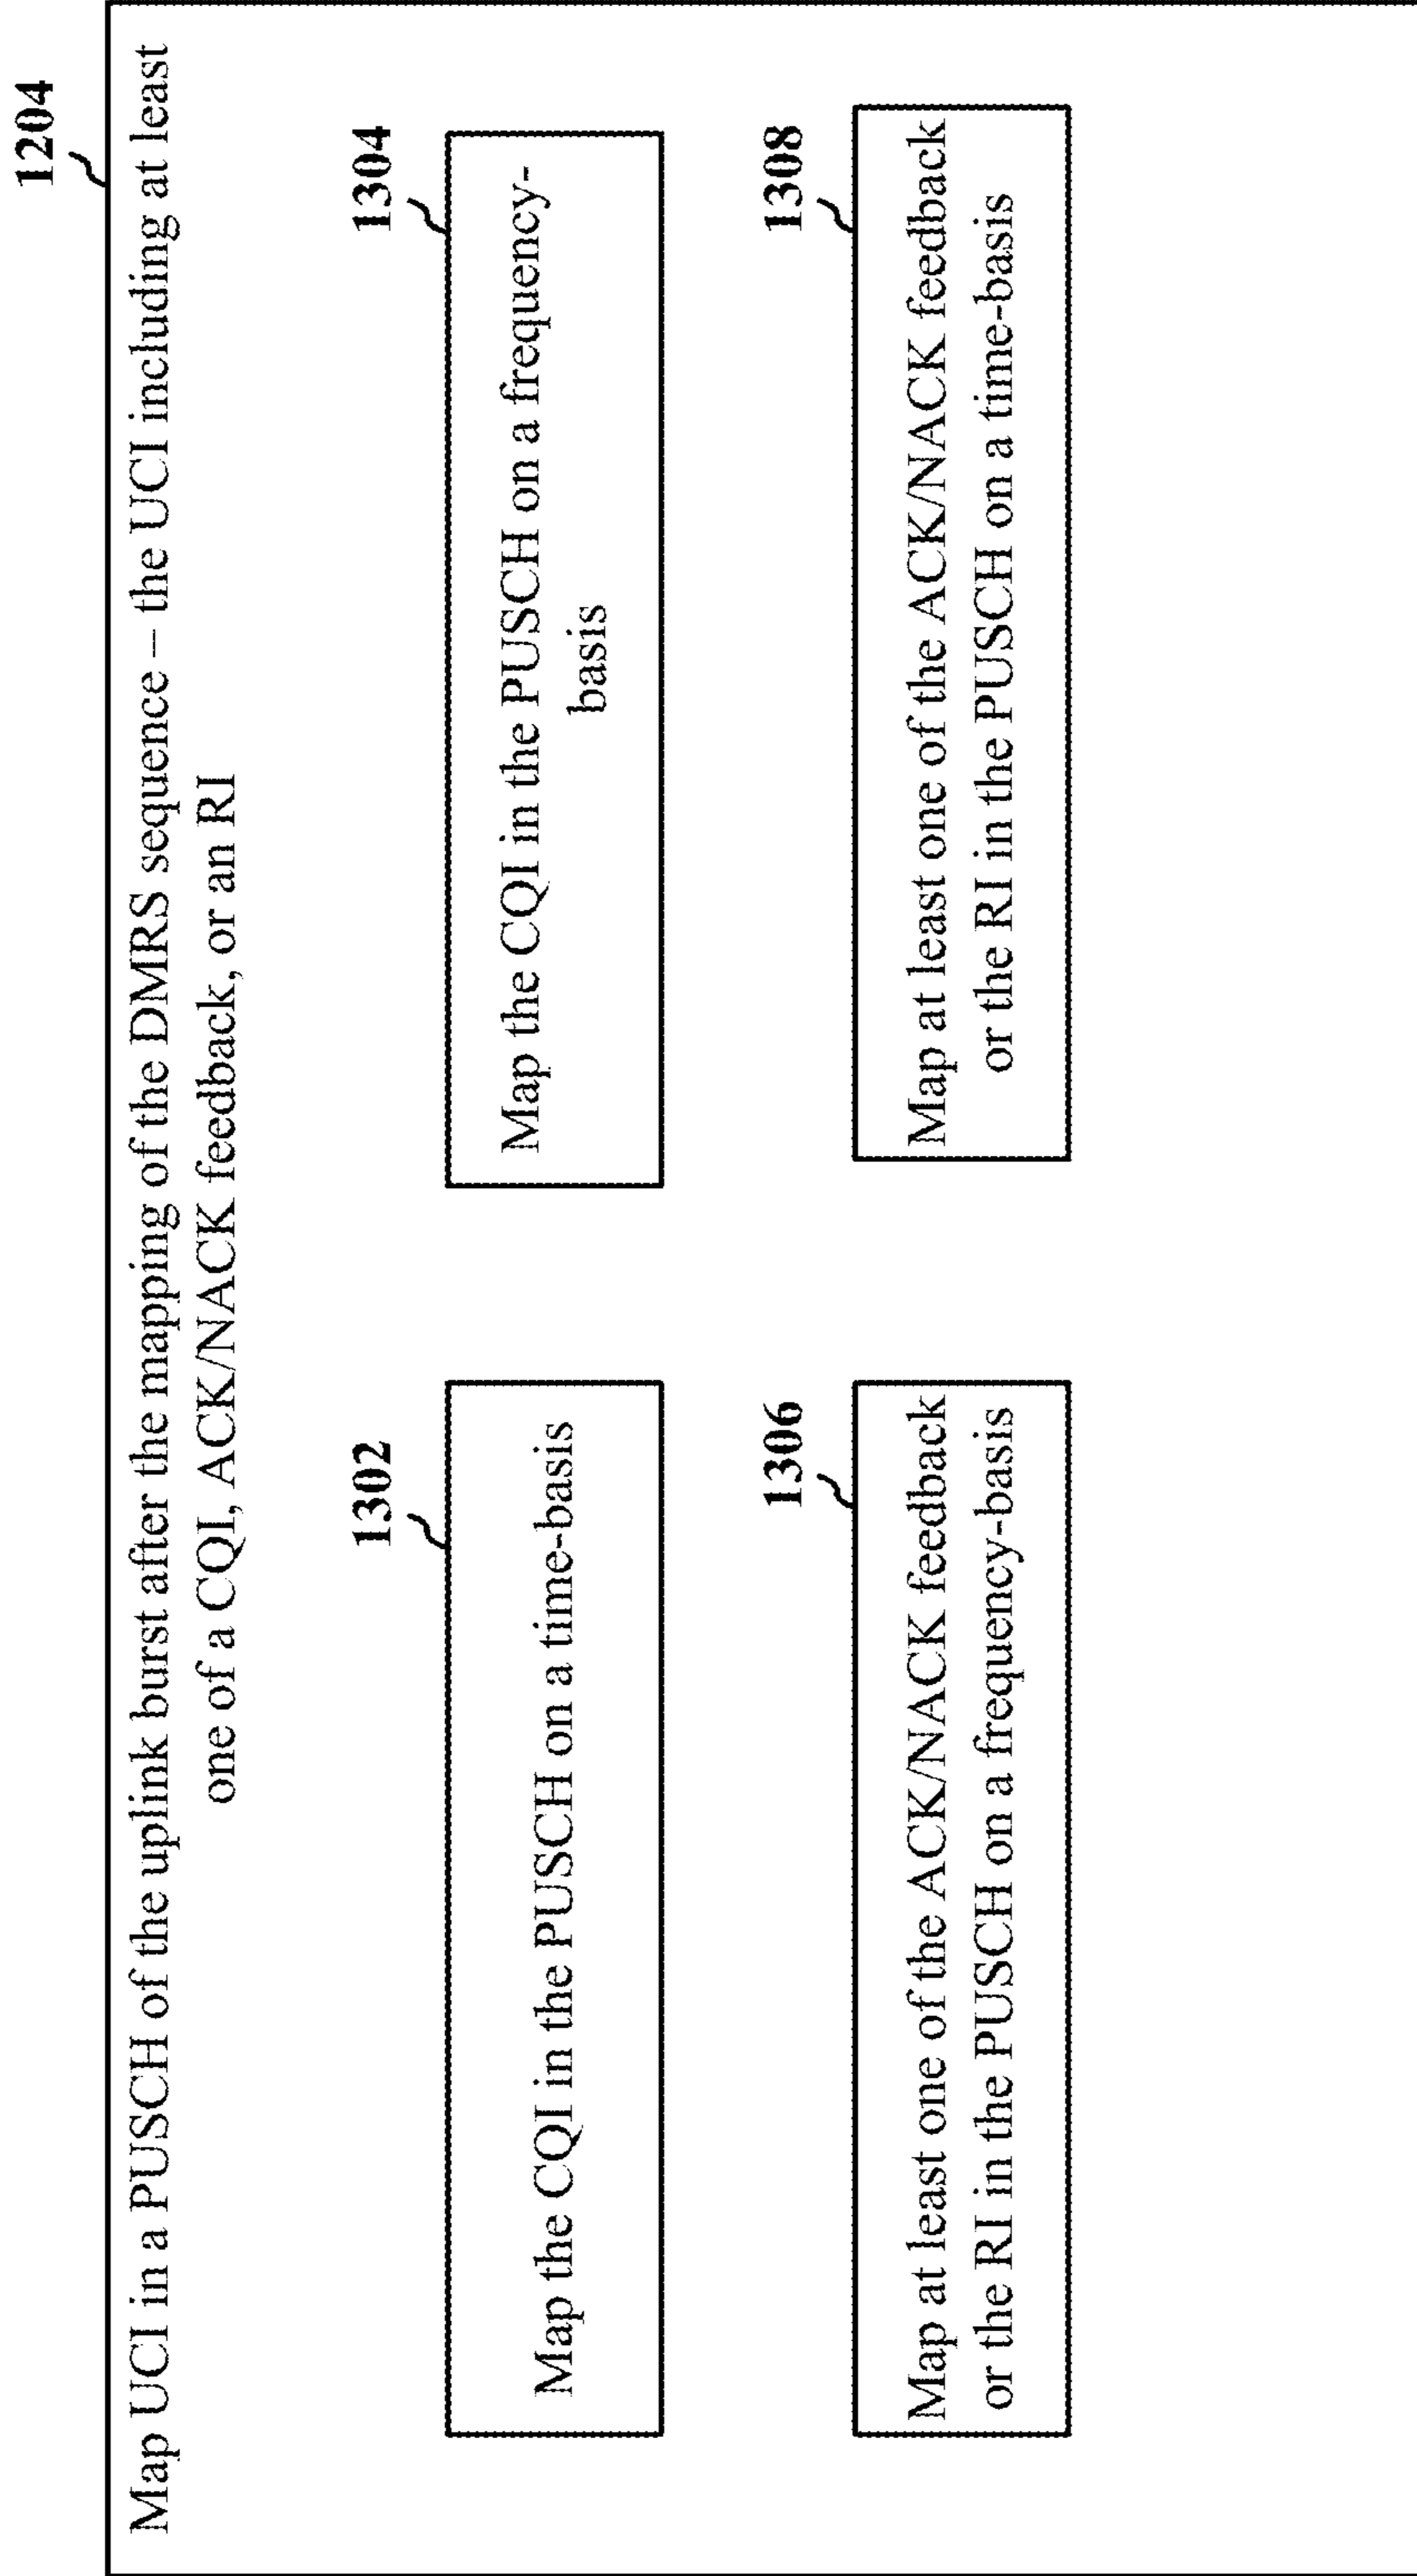 1204
Map UCI in a PUSCH of the uplink burst after the mapping of the DMRS sequence – the UCI including at least
one of a CQI, ACK/NACK feedback, or an RI
1302
Map the CQI in the PUSCH on a time-basis
1304
Map the CQI in the PUSCH on a frequency-
basis
1306
Map at least one of the ACK/NACK feedback
or the RI in the PUSCH on a frequency-basis
1308
Map at least one of the ACK/NACK feedback
or the RI in the PUSCH on a time-basis